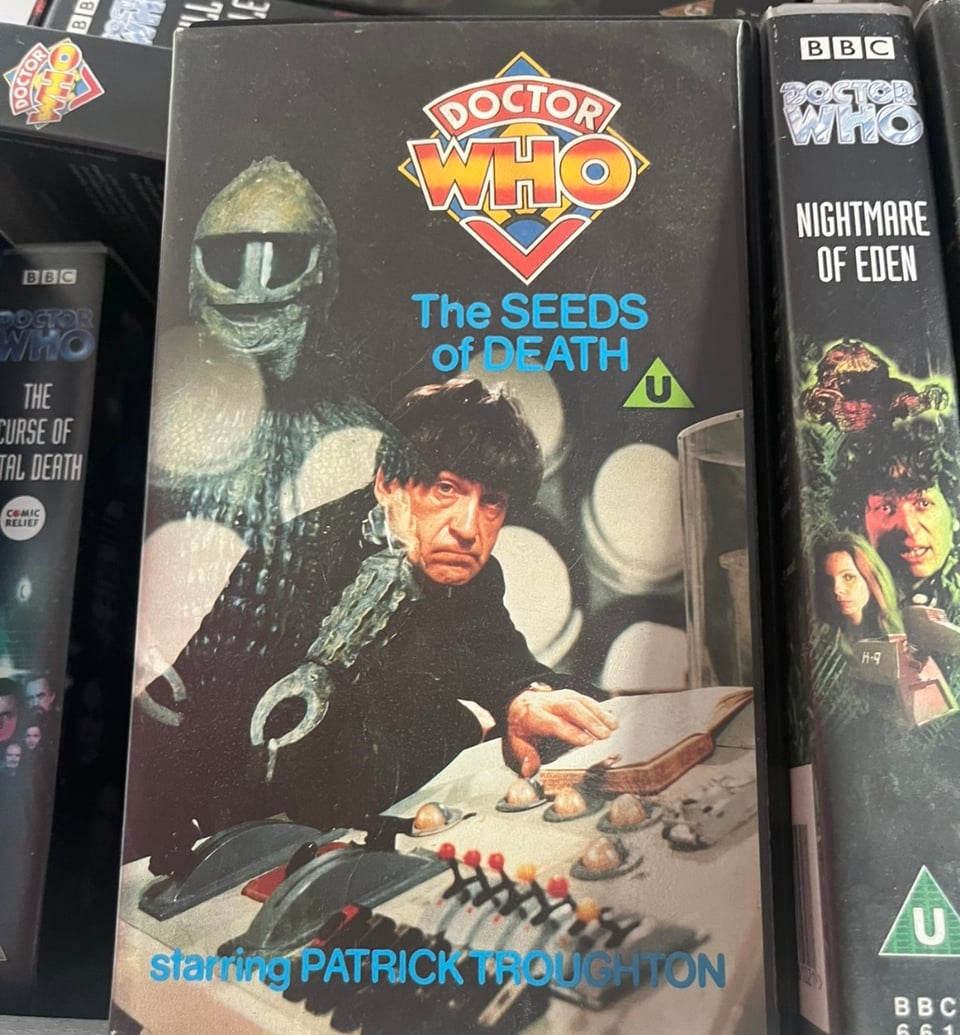 DOCTOR
WHO
DOCTOR
WHO
The SEEDS
of DEATH
U
starring PATRICK TROUGHTON
BBC
DOCTOR
WHO
THE
CURSE OF
TAL DEATH
COMIC
RELIEF
BBC
DOCTOR
WHO
NIGHTMARE
OF EDEN
K-9
U
BBC